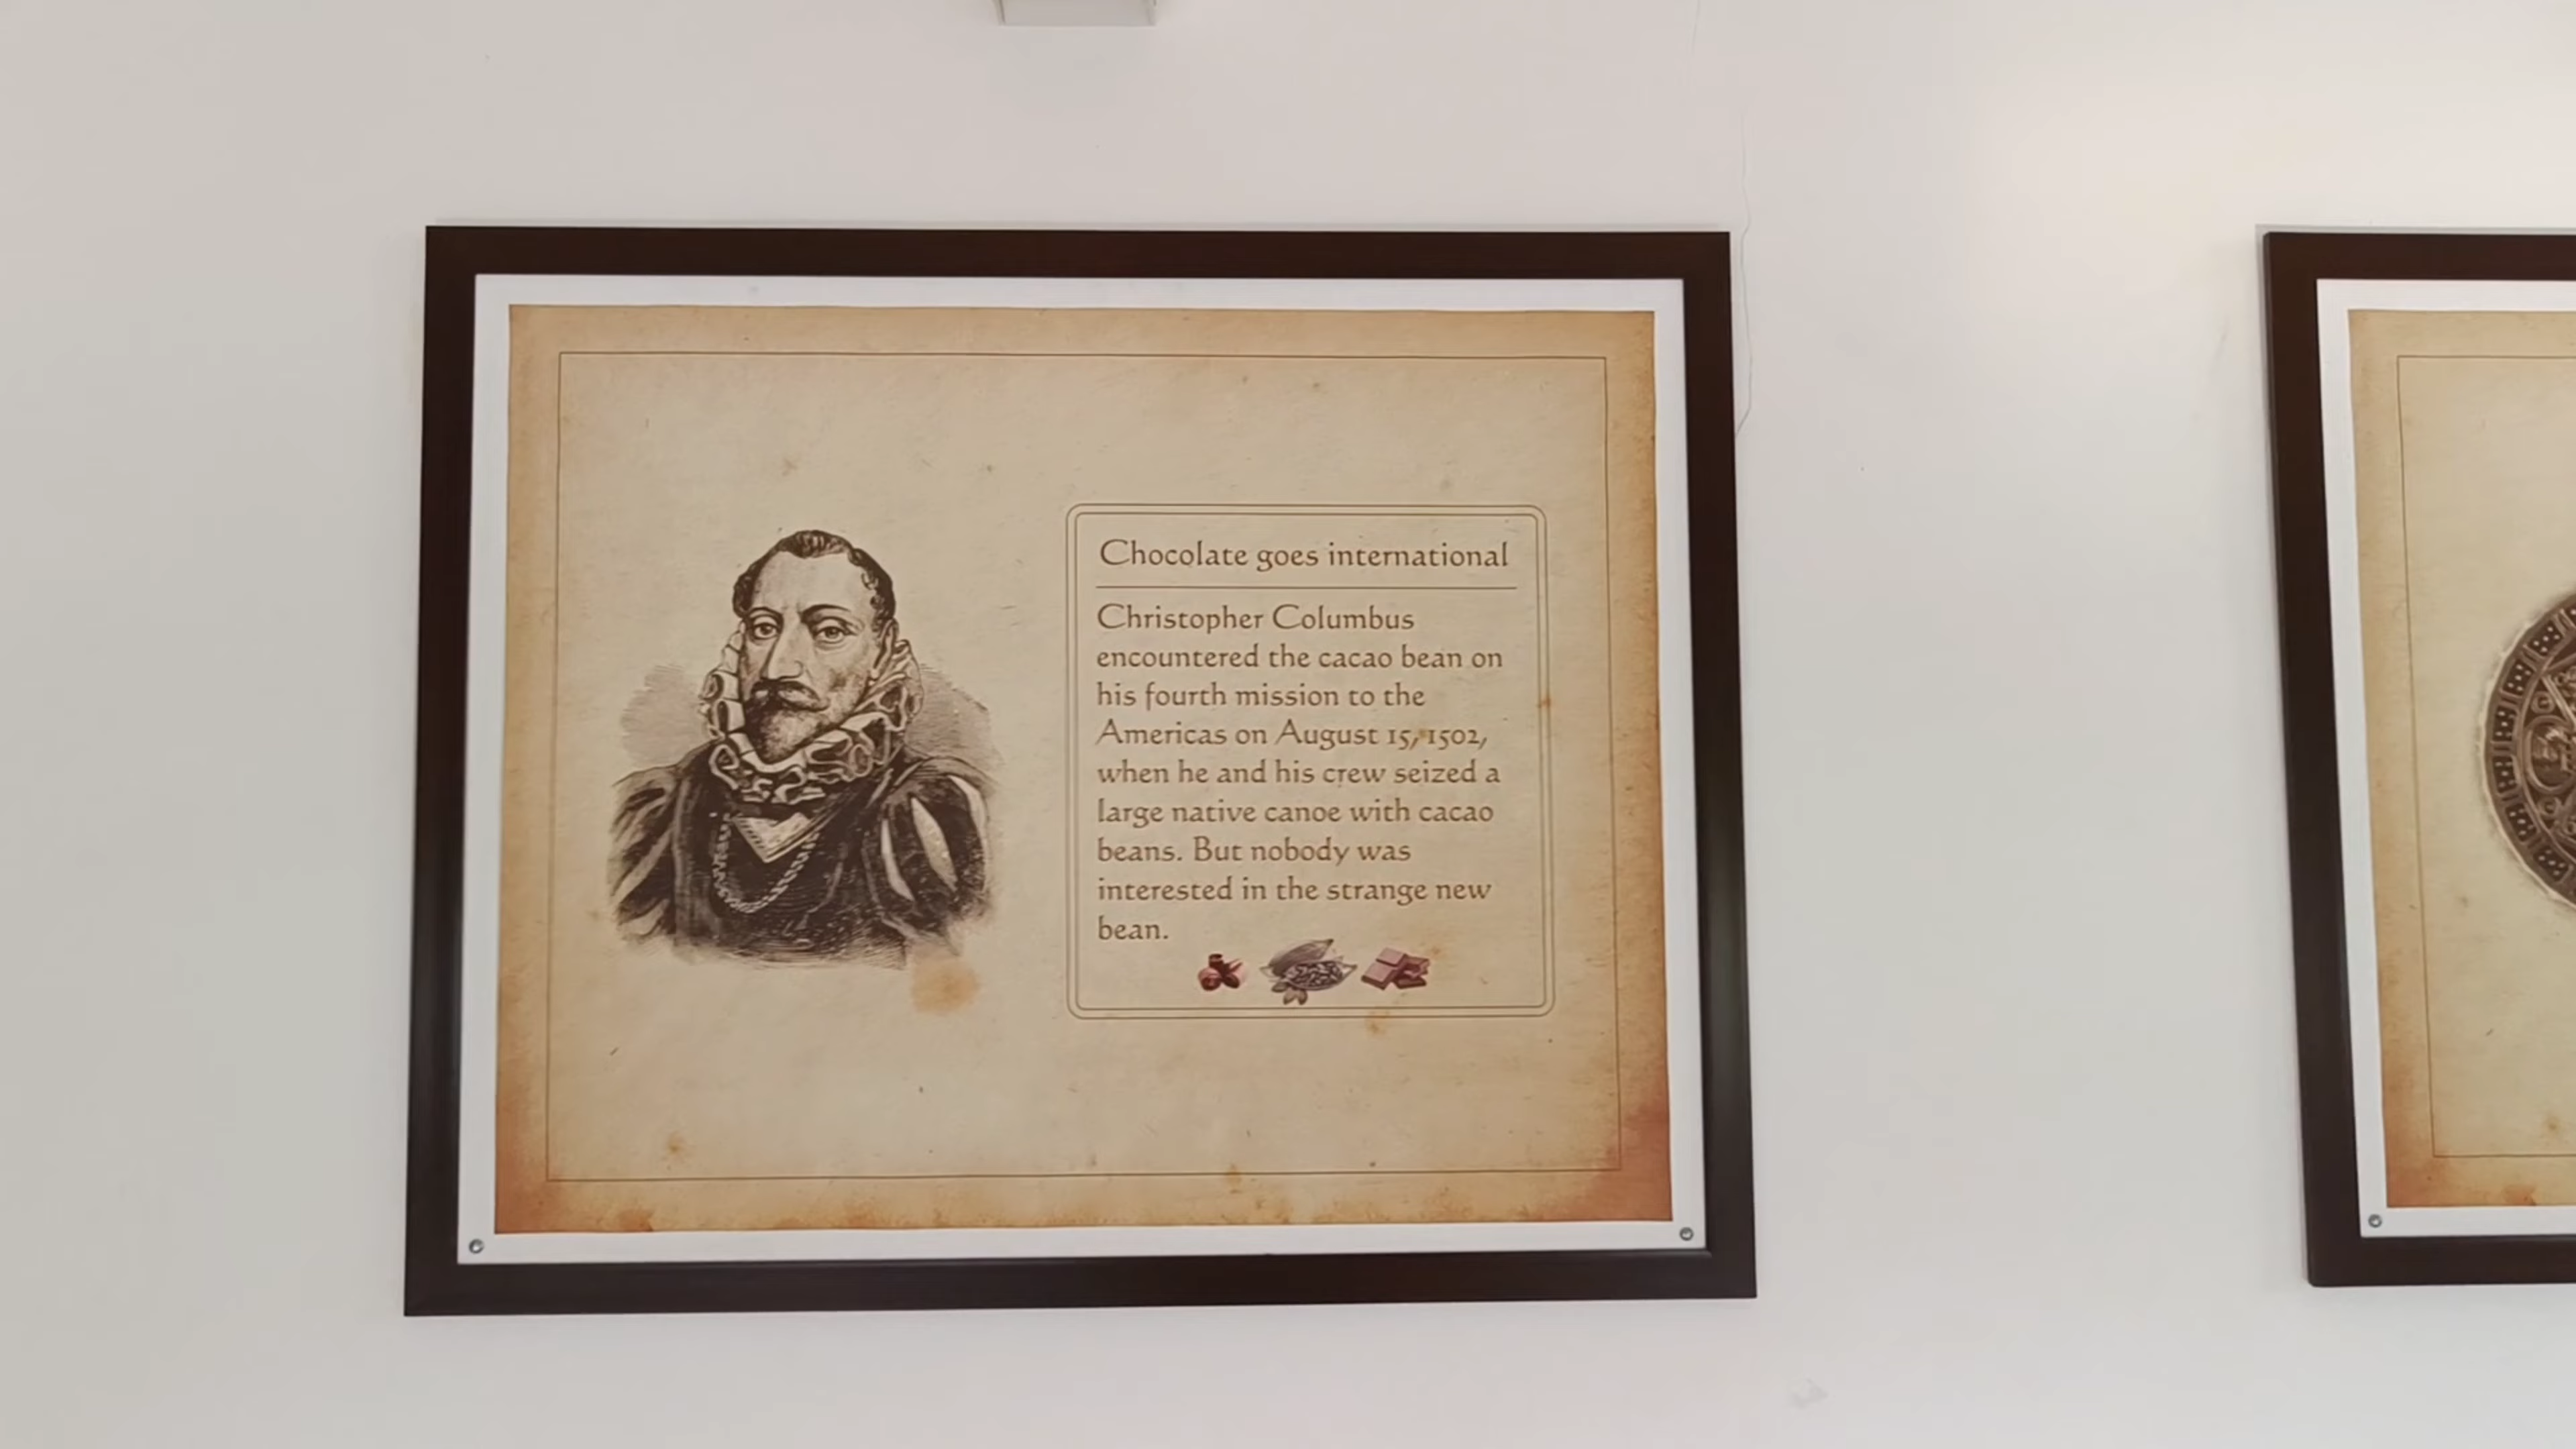 Chocolate goes international
Christopher Columbus
encountered the cacao bean on
his fourth mission to the
Americas on August 15, 1502,
when he and his crew seized a
large native canoe with cacao
beans. But nobody was
interested in the strange new
bean.